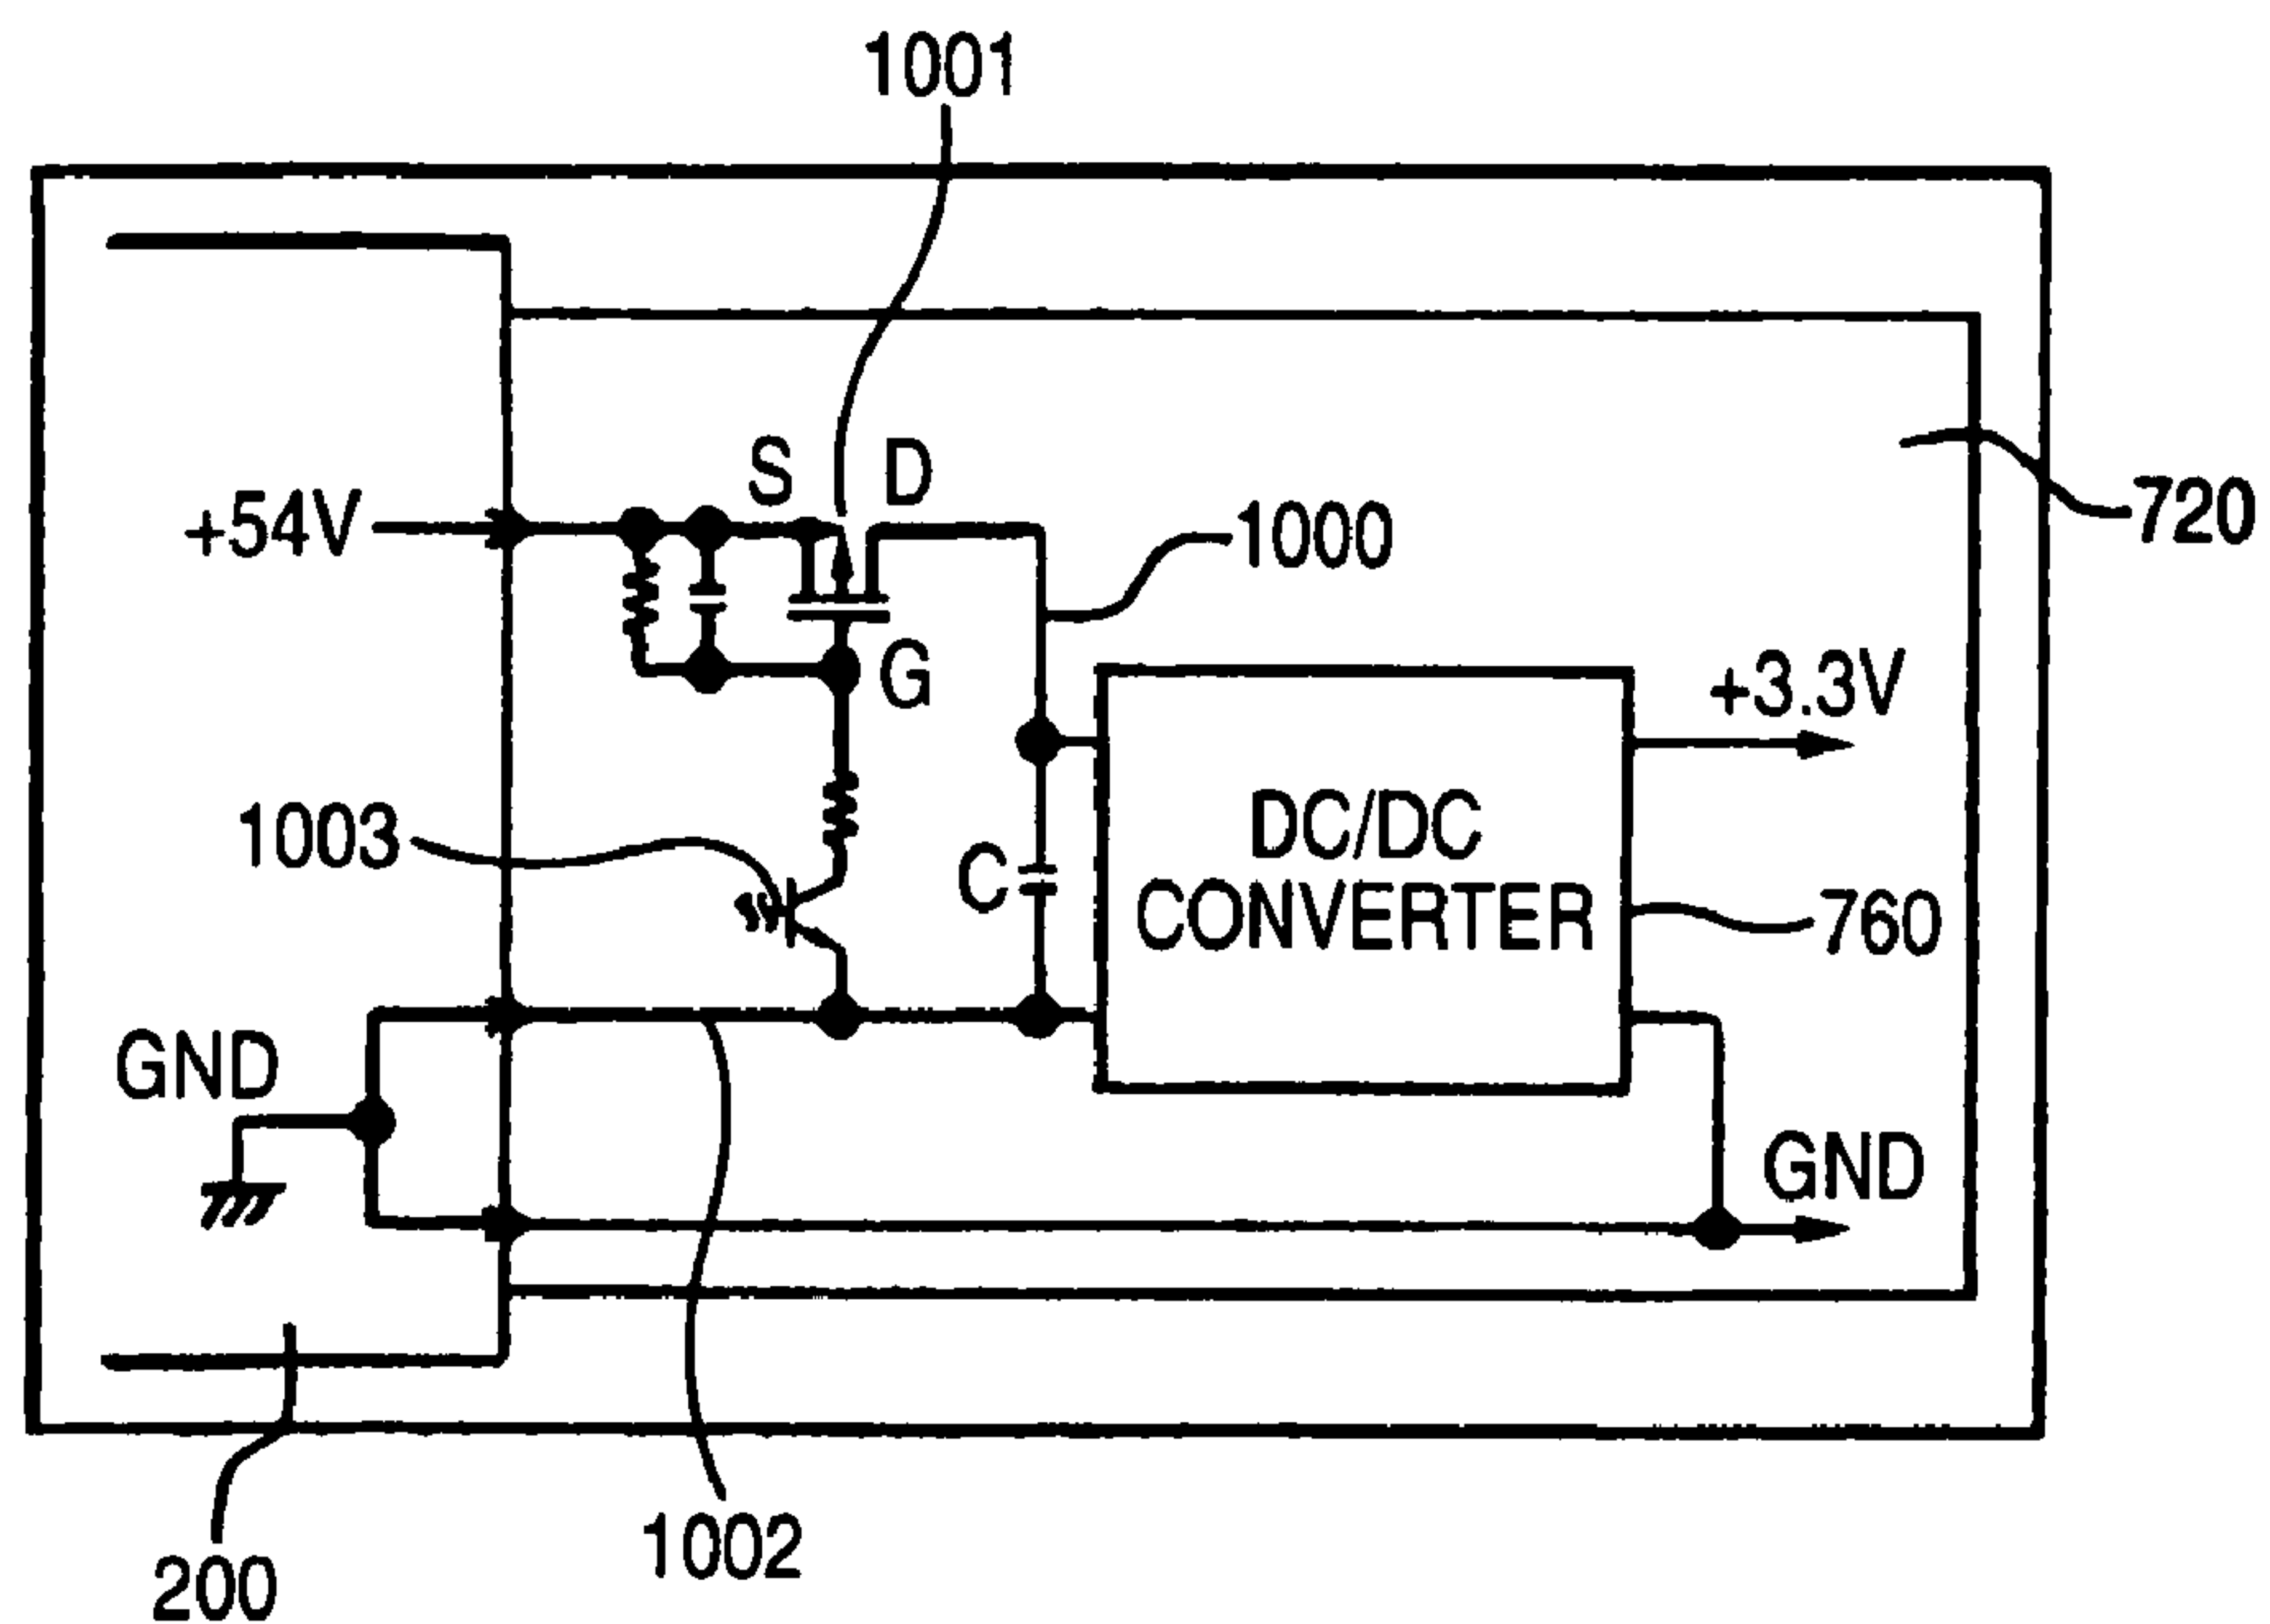 1001
S
D
+54V
1000
720
G
+3.3V
1003
DC/DC
CONVERTER
C
760
GND
GND
1002
200